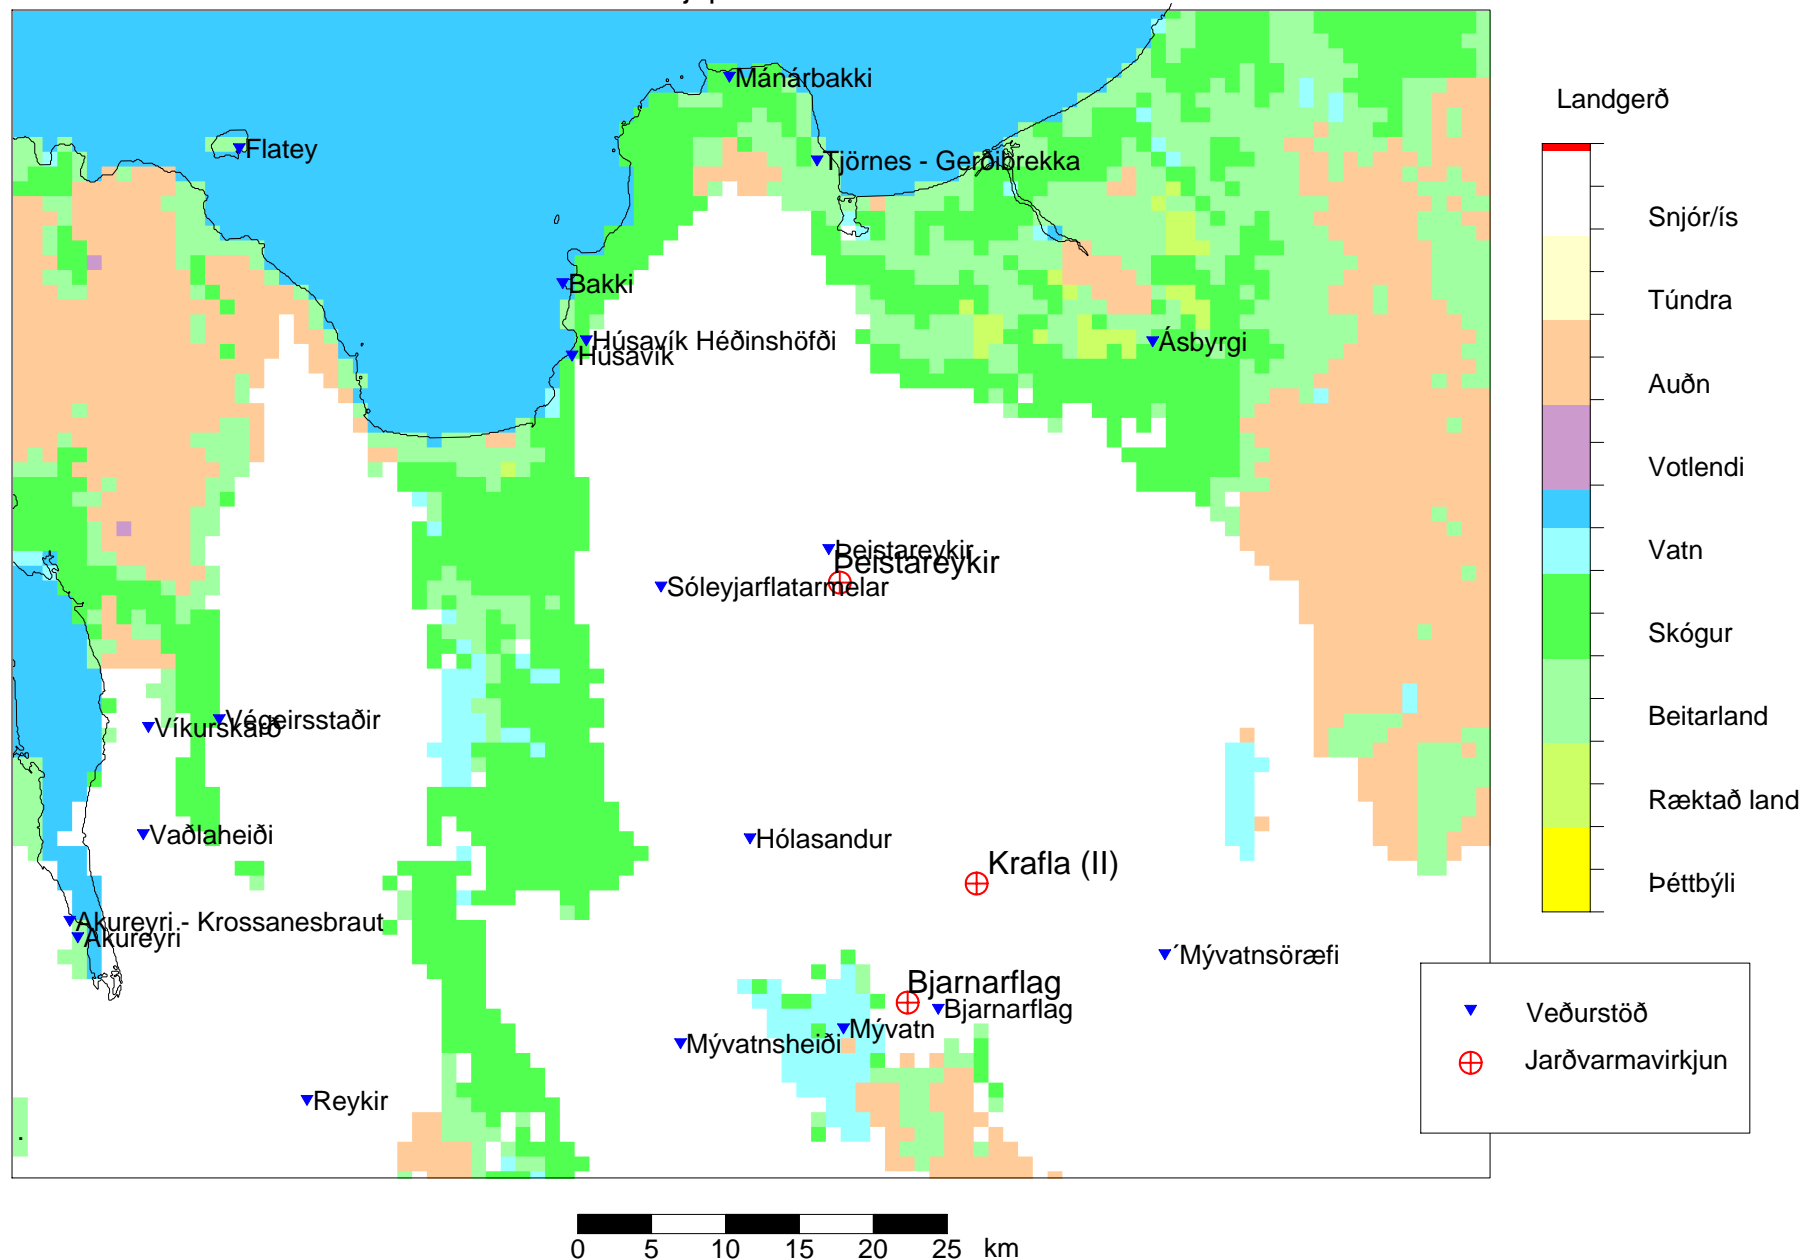 Mánárbakki
Landgerð
Flatey
Tjörnes - Gerðibrekka
Snjór/ís
Bakki
Túndra
Húsavík Héðinshöfði
Ásbyrgi
Húsavík
Auðn
Votlendi
Þeistareykir
Vatn
Þeistareykir
Sóleyjarflatarmelar
Skógur
Végeirsstaðir
Víkurskarð
Beitarland
Ræktað land
Vaðlaheiði
Hólasandur
Krafla (II)
Þéttbýli
Akureyri - Krossanesbraut
Akureyri
´Mývatnsöræfi
Bjarnarflag
Bjarnarflag
Veðurstöð
Mývatn
Mývatnsheiði
Jarðvarmavirkjun
Reykir
0 5 10 15 20 25 km